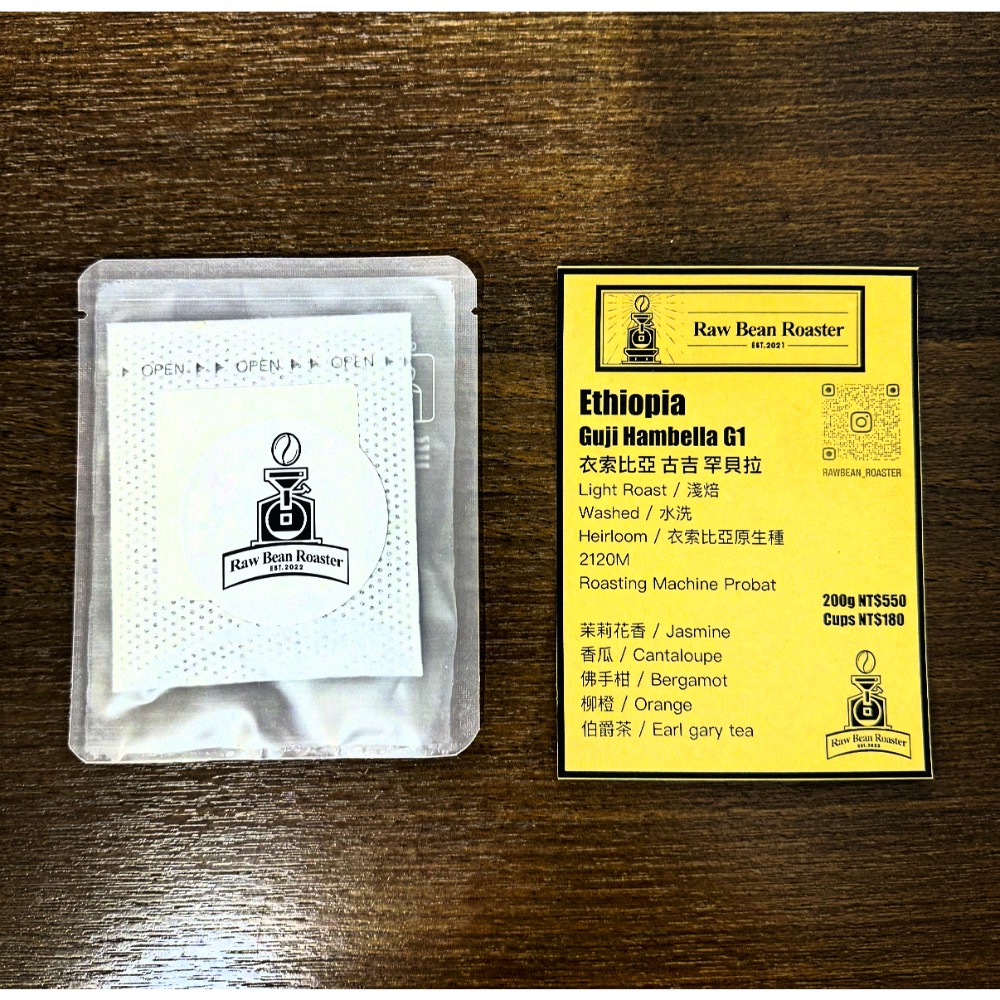 OPEN OPEN OPEN
Raw Bean Roaster
EST.2022
Raw Bean Roaster
EST.2021
Ethiopia
Guji Hambella G1
衣索比亞 古吉 罕貝拉
Light Roast / 淺焙
Washed / 水洗
Heirloom / 衣索比亞原生種
2120M
Roasting Machine Probat
RAWBEAN_ROASTER
200g NT$550
Cups NT$180
茉莉花香 / Jasmine
香瓜 / Cantaloupe
佛手柑 / Bergamot
柳橙 / Orange
伯爵茶 / Earl gary tea
Raw Bean Roaster
EST.2022